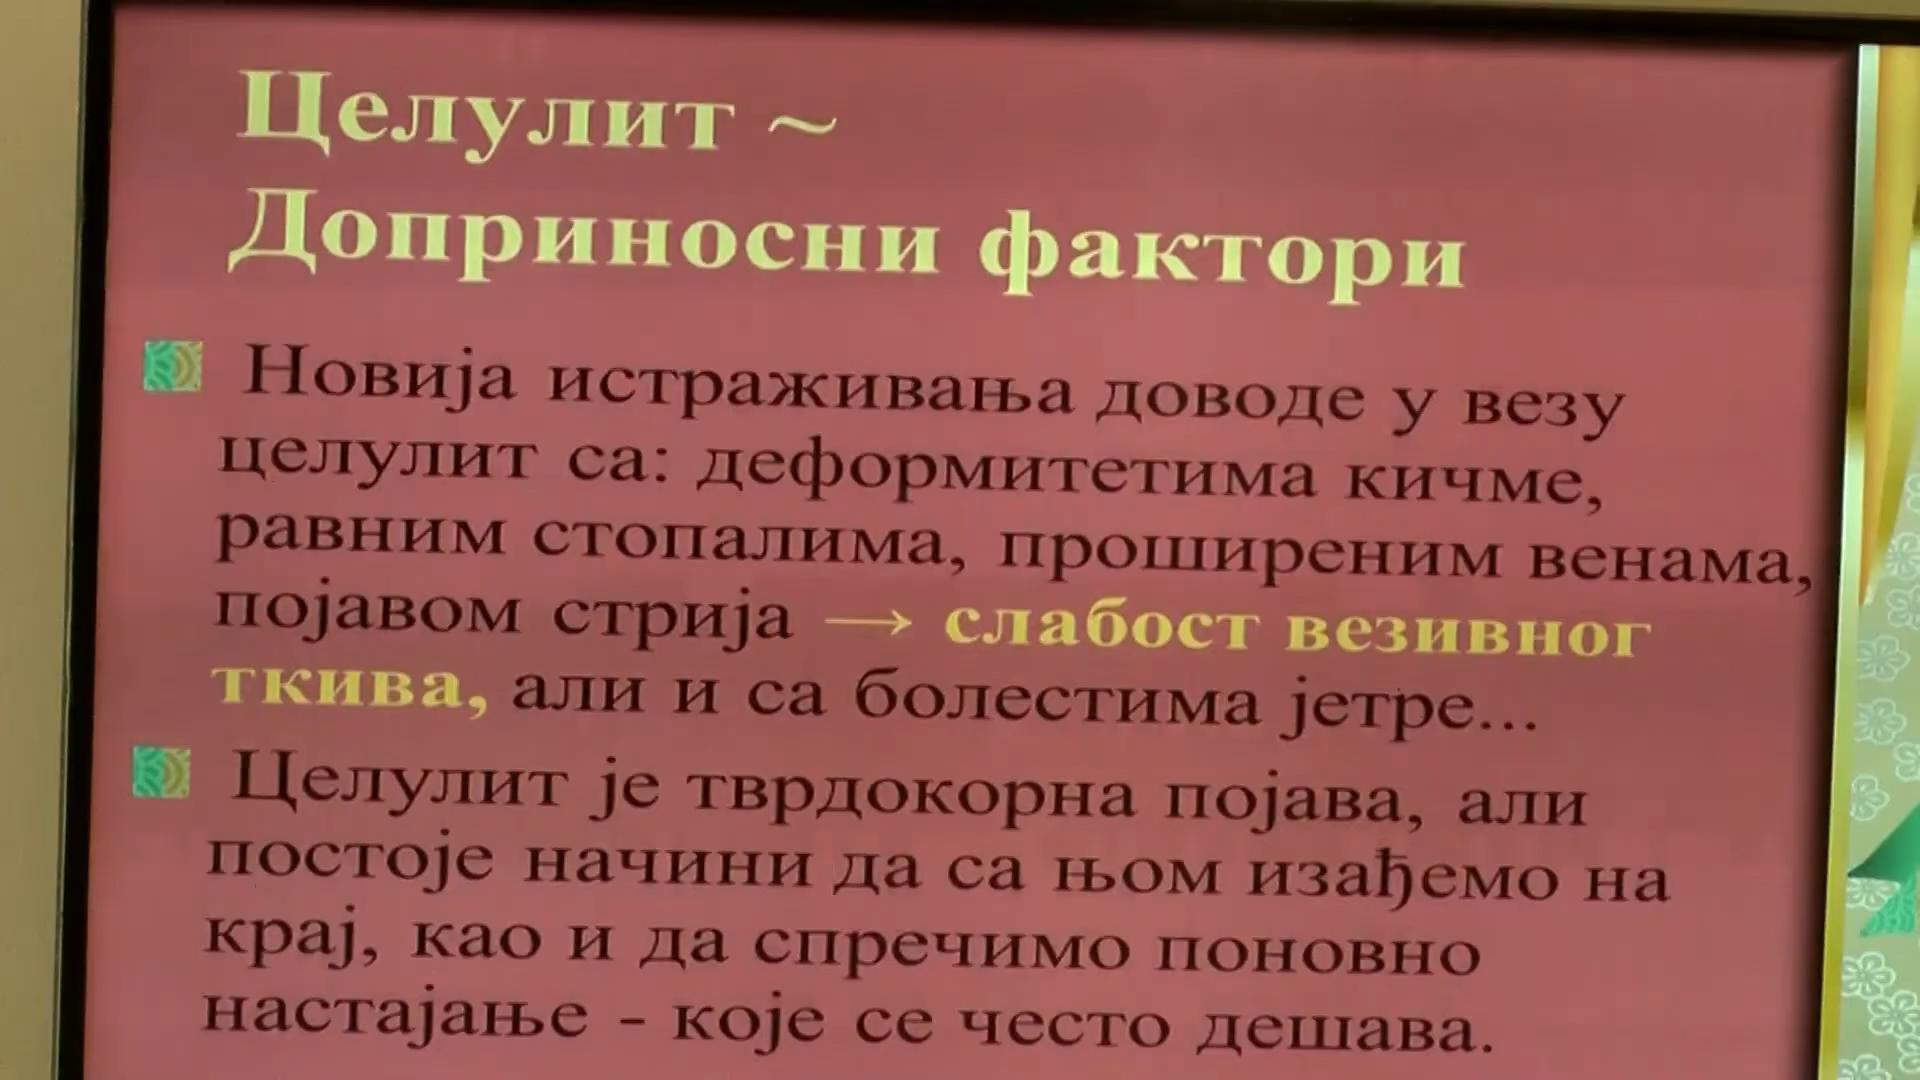 Целулит ~
Доприносни фактори
Новија истраживања доводе у везу
целулит са: деформитетима кичме,
равним стопалима, проширеним венама,
појавом стрија → слабост везивног
ткива, али и са болестима јетре...
Целулит је тврдокорна појава, али
постоје начини да са њом изађемо на
крај, као и да спречимо поновно
настајање - које се често дешава.